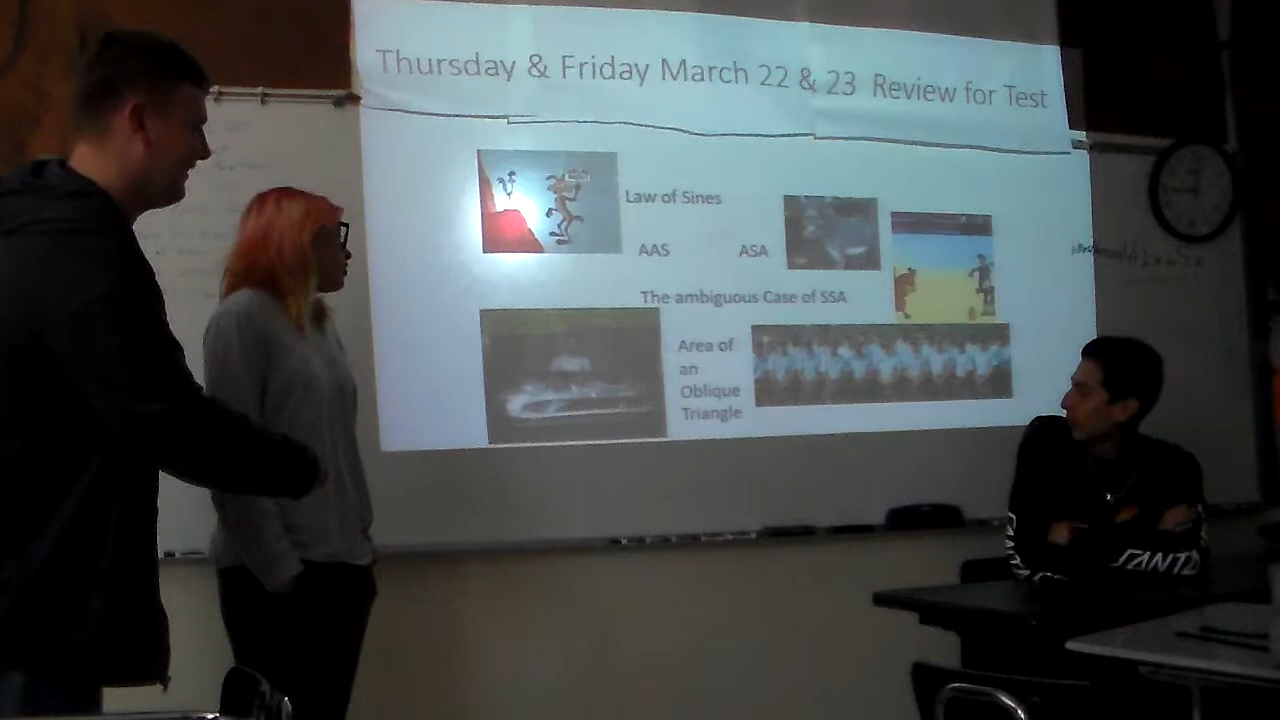 Thursday & Friday March 22 & 23 Review for Test
Law of Sines
AAS ASA
The ambiguous Case of SSA
Area of
an
Oblique
Triangle
SANTA